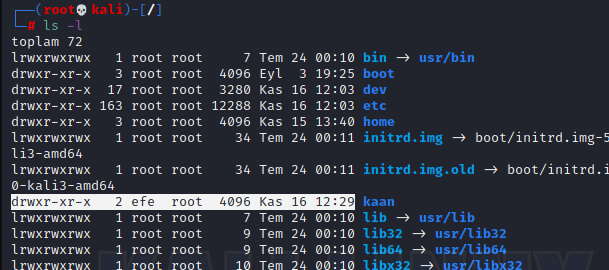 ┌──(root💀kali)-[/]
└─# ls -l
toplam 72
lrwxrwxrwx   1 root root     7 Tem 24 00:10 bin -> usr/bin
drwxr-xr-x   3 root root  4096 Eyl  3 19:25 boot
drwxr-xr-x  17 root root  3280 Kas 16 12:03 dev
drwxr-xr-x 163 root root 12288 Kas 16 12:03 etc
drwxr-xr-x   3 root root  4096 Kas 15 13:40 home
lrwxrwxrwx   1 root root    34 Tem 24 00:11 initrd.img -> boot/initrd.img-5
li3-amd64
lrwxrwxrwx   1 root root    34 Tem 24 00:11 initrd.img.old -> boot/initrd.i
0-kali3-amd64
drwxr-xr-x   2 efe  root  4096 Kas 16 12:29 kaan
lrwxrwxrwx   1 root root     7 Tem 24 00:10 lib -> usr/lib
lrwxrwxrwx   1 root root     9 Tem 24 00:10 lib32 -> usr/lib32
lrwxrwxrwx   1 root root     9 Tem 24 00:10 lib64 -> usr/lib64
lrwxrwxrwx   1 root root    10 Tem 24 00:10 libx32 -> usr/libx32